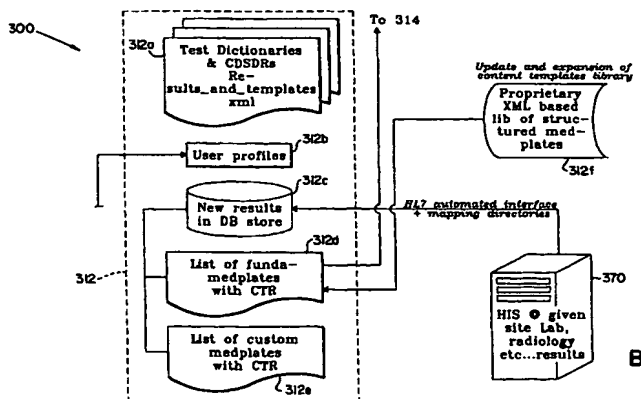 300
312a
Test Dictionaries
& CDSDRs
Re-
sults_and_templates
xml
To 314
Update and expansion of
content templates library
Proprietary
XML based
lib of struc-
tured med-
plates
312f
312b
User profiles
312c
New results
in DB store
HL7 automated interface
+ mapping directories
312d
312
List of funda-
medplates
with CTR
370
HIS @ given
site Lab,
radiology
etc...results
List of custom
medplates
with CTR
312e
B